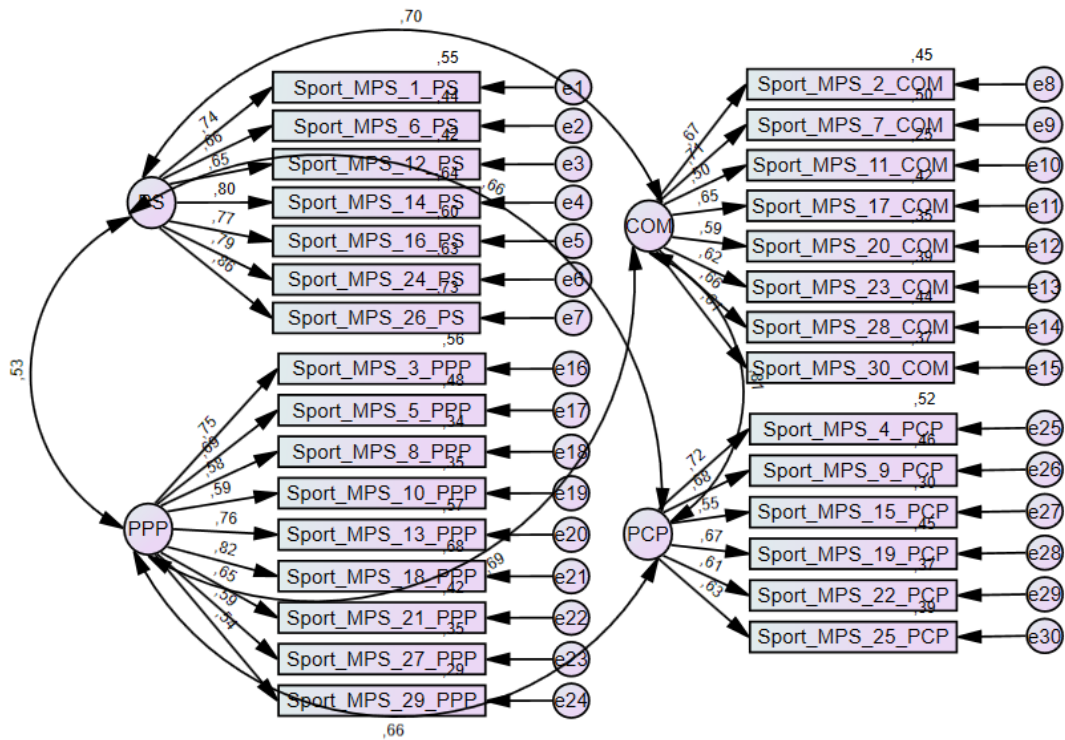 ,70
,55
Sport_MPS_1_PS
e1
,44
Sport_MPS_6_PS
e2
,42
Sport_MPS_12_PS
e3
,64
Sport_MPS_14_PS
e4
,60
Sport_MPS_16_PS
e5
,63
Sport_MPS_24_PS
e6
,73
Sport_MPS_26_PS
e7
,74
,66
,65
,80
,77
,79
,86
PS
,66
,53
,56
Sport_MPS_3_PPP
e16
,48
Sport_MPS_5_PPP
e17
,34
Sport_MPS_8_PPP
e18
,35
Sport_MPS_10_PPP
e19
,57
Sport_MPS_13_PPP
e20
,68
Sport_MPS_18_PPP
e21
,42
Sport_MPS_21_PPP
e22
,35
Sport_MPS_27_PPP
e23
,29
Sport_MPS_29_PPP
e24
,75
,69
,58
,59
,76
,82
,65
,59
,54
PPP
,69
,66
,45
Sport_MPS_2_COM
e8
,50
Sport_MPS_7_COM
e9
,25
Sport_MPS_11_COM
e10
,42
Sport_MPS_17_COM
e11
,35
Sport_MPS_20_COM
e12
,39
Sport_MPS_23_COM
e13
,44
Sport_MPS_28_COM
e14
,37
Sport_MPS_30_COM
e15
,67
,71
,50
,65
,59
,62
,66
,61
COM
,81
,52
Sport_MPS_4_PCP
e25
,46
Sport_MPS_9_PCP
e26
,30
Sport_MPS_15_PCP
e27
,45
Sport_MPS_19_PCP
e28
,37
Sport_MPS_22_PCP
e29
,39
Sport_MPS_25_PCP
e30
,72
,68
,55
,67
,61
,63
PCP